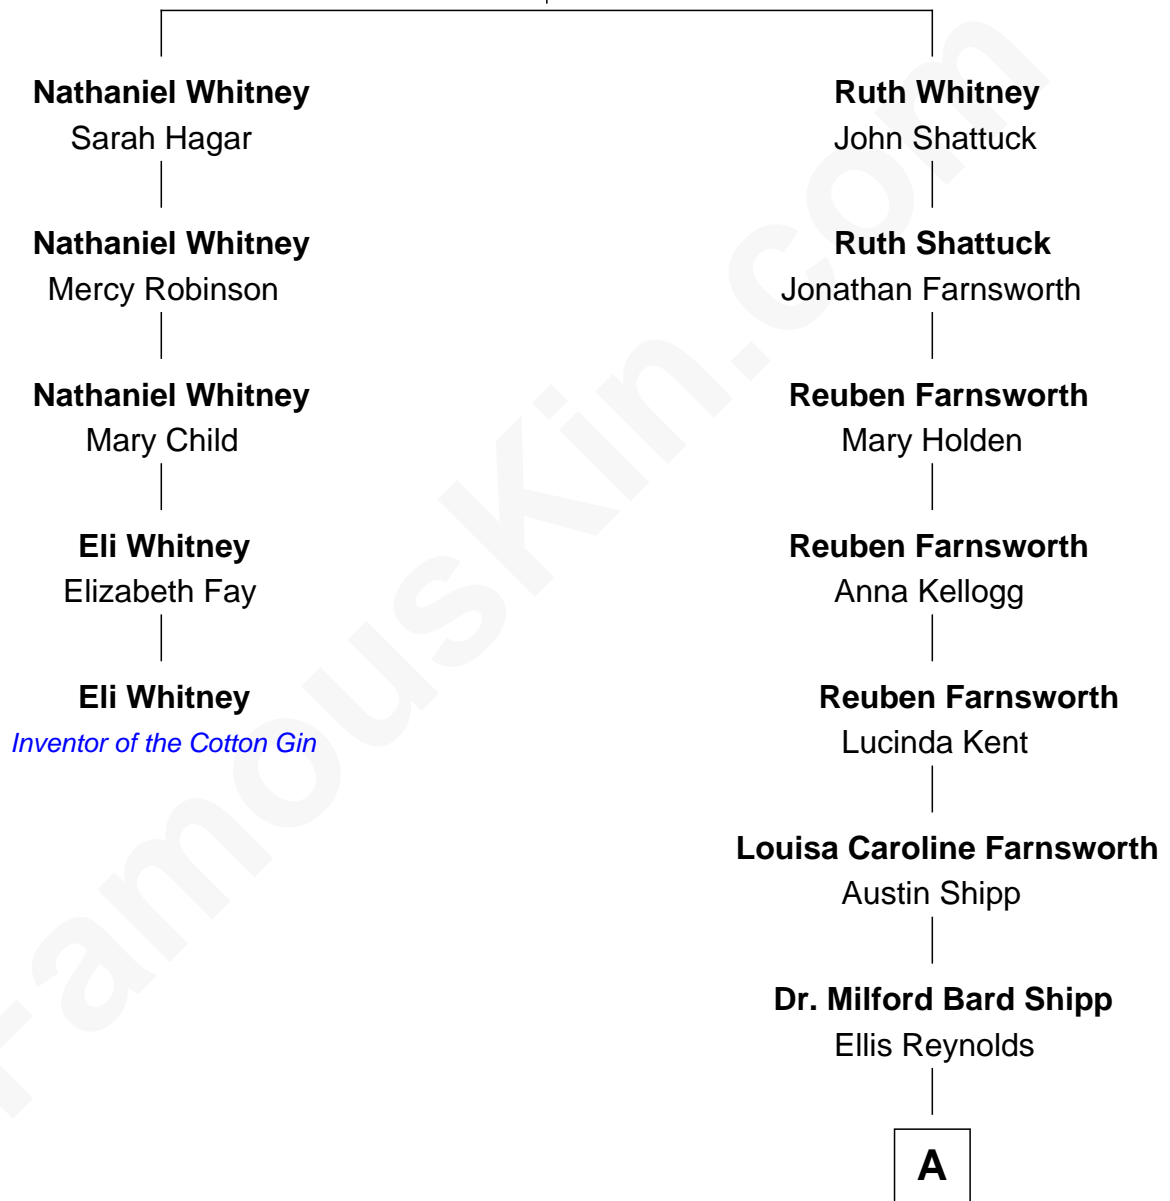 Nathaniel Whitney
Sarah Hagar
Nathaniel Whitney
Mercy Robinson
Nathaniel Whitney
Mary Child
Eli Whitney
Elizabeth Fay
Eli Whitney
Inventor of the Cotton Gin
Ruth Whitney
John Shattuck
Ruth Shattuck
Jonathan Farnsworth
Reuben Farnsworth
Mary Holden
Reuben Farnsworth
Anna Kellogg
Reuben Farnsworth
Lucinda Kent
Louisa Caroline Farnsworth
Austin Shipp
Dr. Milford Bard Shipp
Ellis Reynolds
A
FamousKin.com